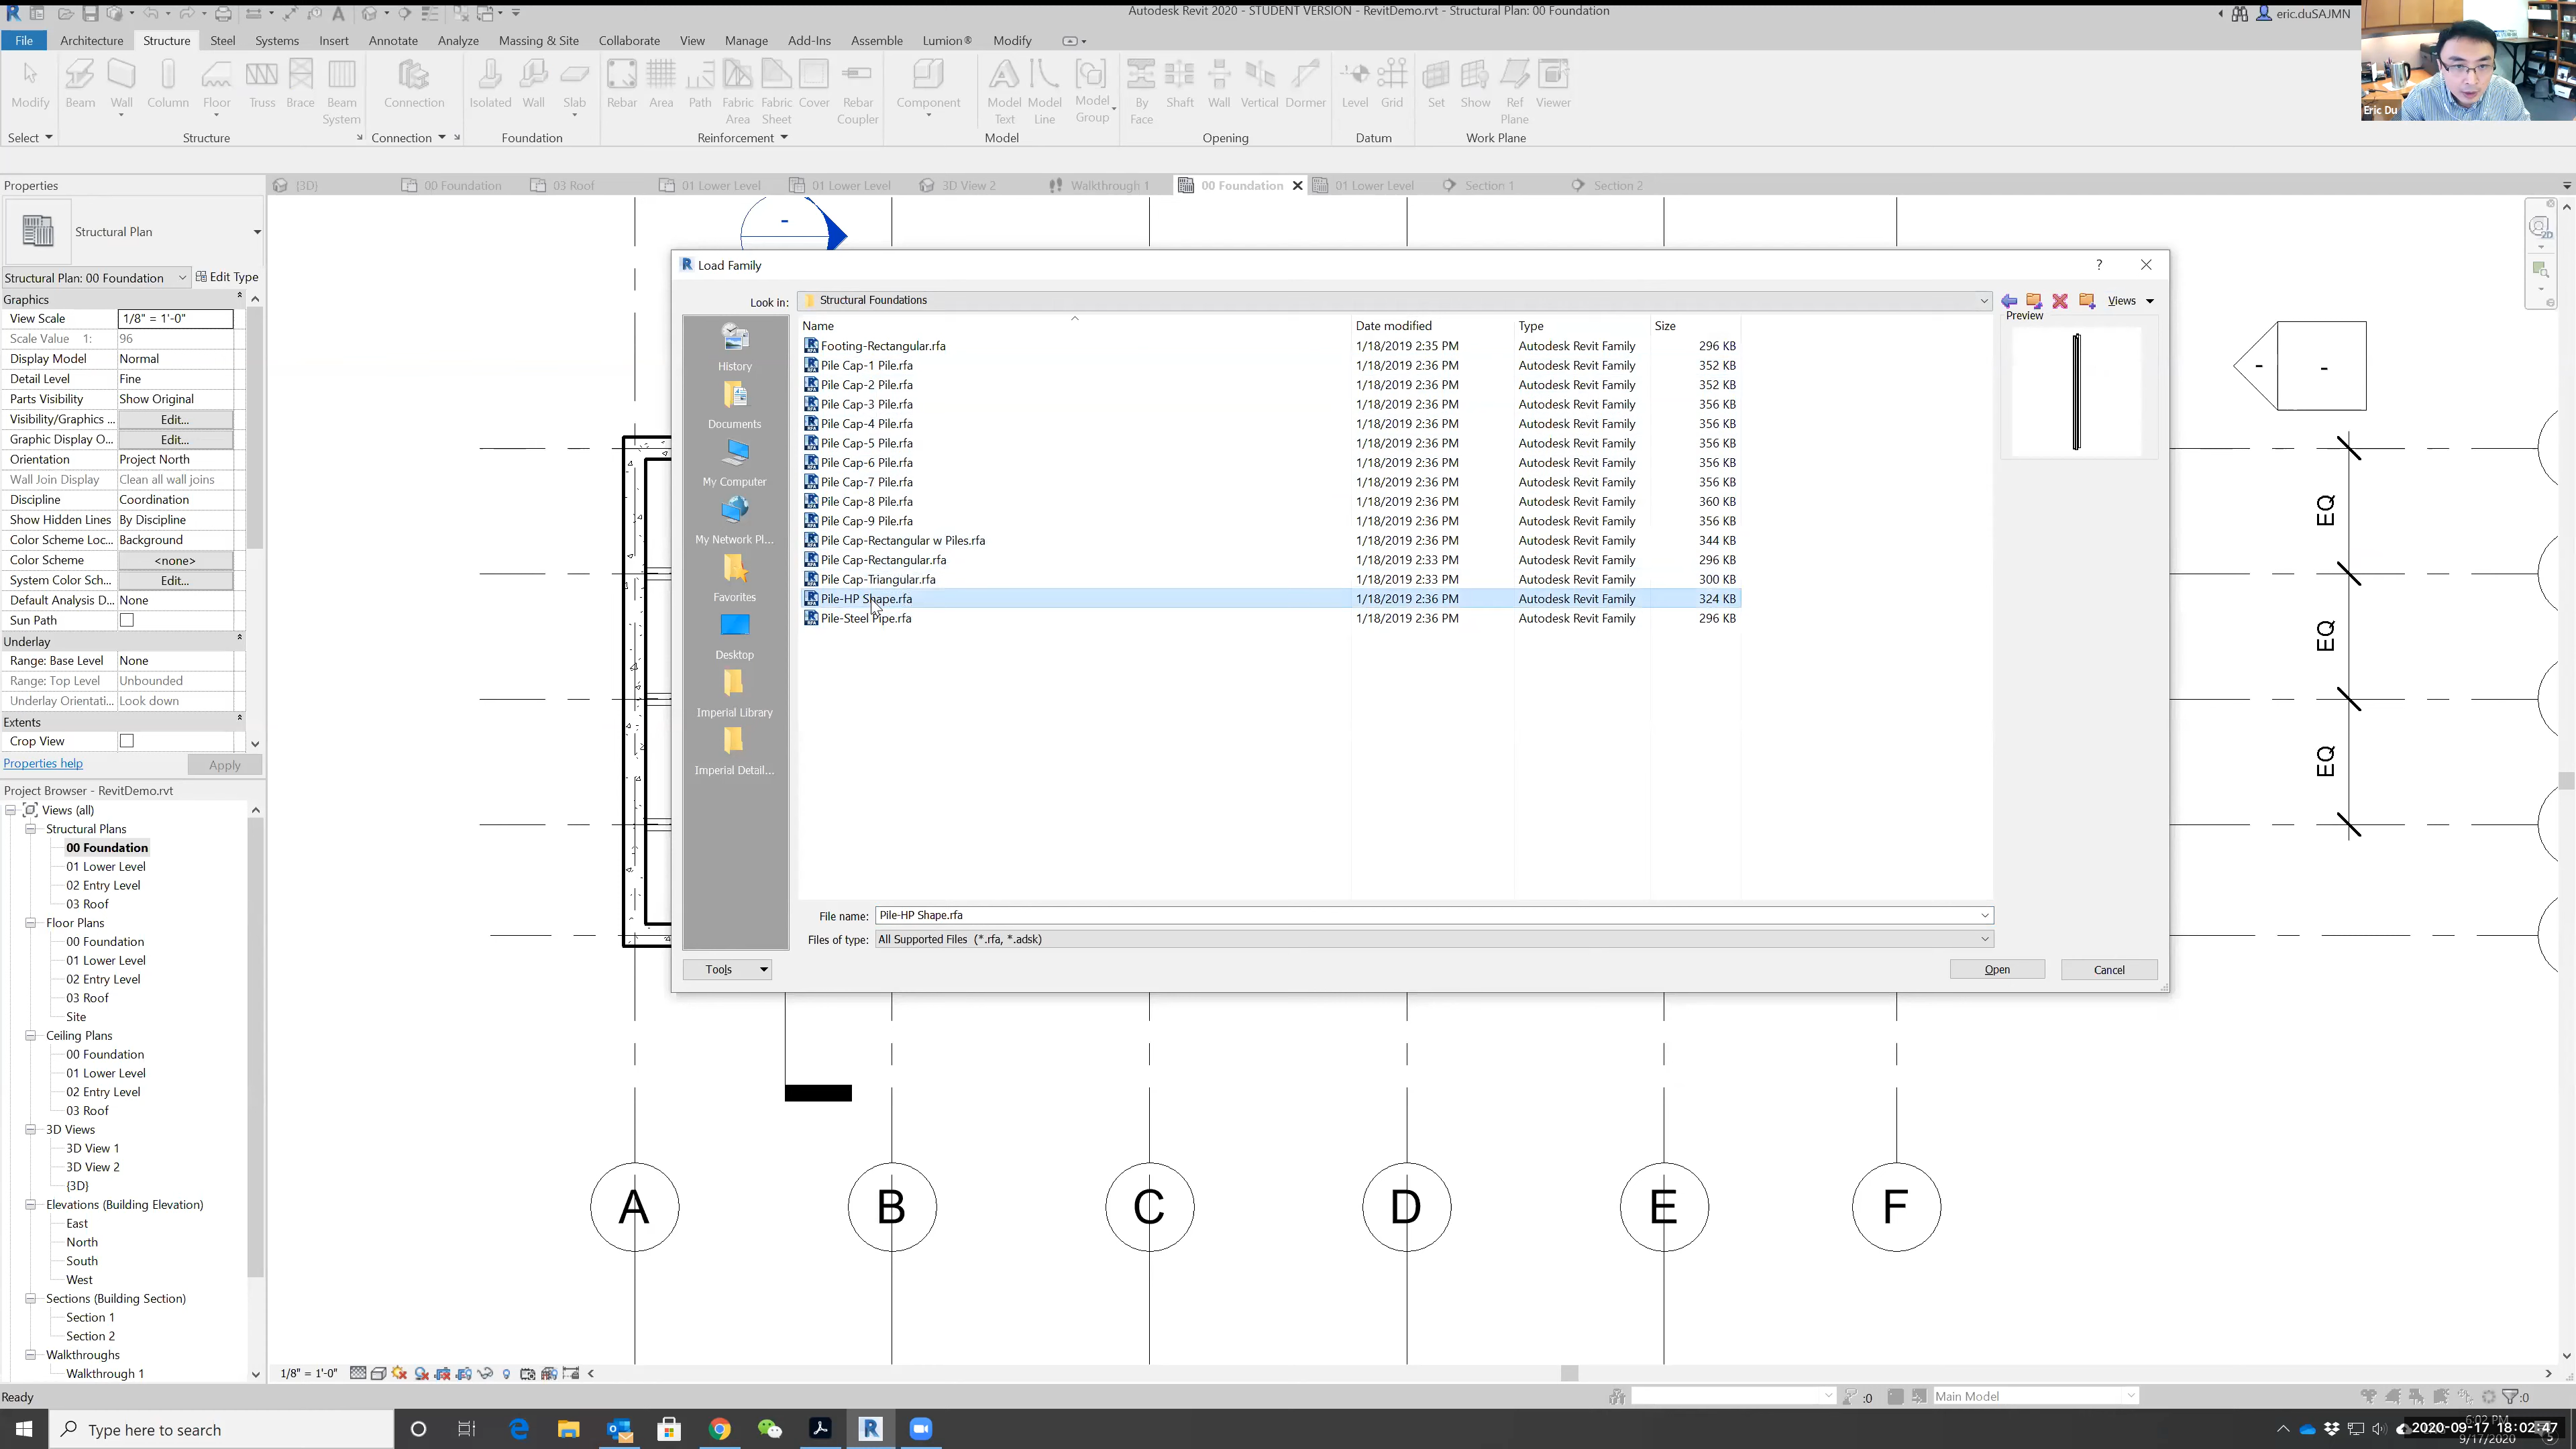 Autodesk Revit 2020 - STUDENT VERSION - RevitDemo.rvt - Structural Plan: 00 Foundation
eric.duSAJMN
File Architecture Structure Steel Systems Insert Annotate Analyze Massing & Site Collaborate View Manage Add-Ins Assemble Lumion® Modify
Modify Beam Wall Column Floor Truss Brace Beam System Connection Isolated Wall Slab Rebar Area Path Fabric Area Fabric Sheet Cover Rebar Coupler Component Model Text Model Line Model Group By Face Shaft Wall Vertical Dormer Level Grid Set Show Ref Plane Viewer
Select Structure Connection Foundation Reinforcement Model Opening Datum Work Plane
Eric Du
{3D} 00 Foundation 03 Roof 01 Lower Level 01 Lower Level 3D View 2 Walkthrough 1 00 Foundation 01 Lower Level Section 1 Section 2
Properties
Structural Plan
Structural Plan: 00 Foundation Edit Type
Graphics
View Scale 1/8" = 1'-0"
Scale Value 1: 96
Display Model Normal
Detail Level Fine
Parts Visibility Show Original
Visibility/Graphics ... Edit...
Graphic Display O... Edit...
Orientation Project North
Wall Join Display Clean all wall joins
Discipline Coordination
Show Hidden Lines By Discipline
Color Scheme Loc... Background
Color Scheme <none>
System Color Sch... Edit...
Default Analysis D... None
Sun Path
Underlay
Range: Base Level None
Range: Top Level Unbounded
Underlay Orientati... Look down
Extents
Crop View
Properties help Apply
Project Browser - RevitDemo.rvt
Views (all)
Structural Plans
00 Foundation
01 Lower Level
02 Entry Level
03 Roof
Floor Plans
00 Foundation
01 Lower Level
02 Entry Level
03 Roof
Site
Ceiling Plans
00 Foundation
01 Lower Level
02 Entry Level
03 Roof
3D Views
3D View 1
3D View 2
{3D}
Elevations (Building Elevation)
East
North
South
West
Sections (Building Section)
Section 1
Section 2
Walkthroughs
Walkthrough 1
Load Family
Look in: Structural Foundations Views
Preview
History
Documents
My Computer
My Network Pl...
Favorites
Desktop
Imperial Library
Imperial Detail...
Name Date modified Type Size
Footing-Rectangular.rfa 1/18/2019 2:35 PM Autodesk Revit Family 296 KB
Pile Cap-1 Pile.rfa 1/18/2019 2:36 PM Autodesk Revit Family 352 KB
Pile Cap-2 Pile.rfa 1/18/2019 2:36 PM Autodesk Revit Family 352 KB
Pile Cap-3 Pile.rfa 1/18/2019 2:36 PM Autodesk Revit Family 356 KB
Pile Cap-4 Pile.rfa 1/18/2019 2:36 PM Autodesk Revit Family 356 KB
Pile Cap-5 Pile.rfa 1/18/2019 2:36 PM Autodesk Revit Family 356 KB
Pile Cap-6 Pile.rfa 1/18/2019 2:36 PM Autodesk Revit Family 356 KB
Pile Cap-7 Pile.rfa 1/18/2019 2:36 PM Autodesk Revit Family 356 KB
Pile Cap-8 Pile.rfa 1/18/2019 2:36 PM Autodesk Revit Family 360 KB
Pile Cap-9 Pile.rfa 1/18/2019 2:36 PM Autodesk Revit Family 356 KB
Pile Cap-Rectangular w Piles.rfa 1/18/2019 2:36 PM Autodesk Revit Family 344 KB
Pile Cap-Rectangular.rfa 1/18/2019 2:33 PM Autodesk Revit Family 296 KB
Pile Cap-Triangular.rfa 1/18/2019 2:33 PM Autodesk Revit Family 300 KB
Pile-HP Shape.rfa 1/18/2019 2:36 PM Autodesk Revit Family 324 KB
Pile-Steel Pipe.rfa 1/18/2019 2:36 PM Autodesk Revit Family 296 KB
File name: Pile-HP Shape.rfa
Files of type: All Supported Files (*.rfa, *.adsk)
Tools Open Cancel
EQ
EQ
EQ
A B C D E F
1/8" = 1'-0"
Ready :0 Main Model :0
Type here to search
6:02 PM
2020-09-17 18:02:47
9/17/2020